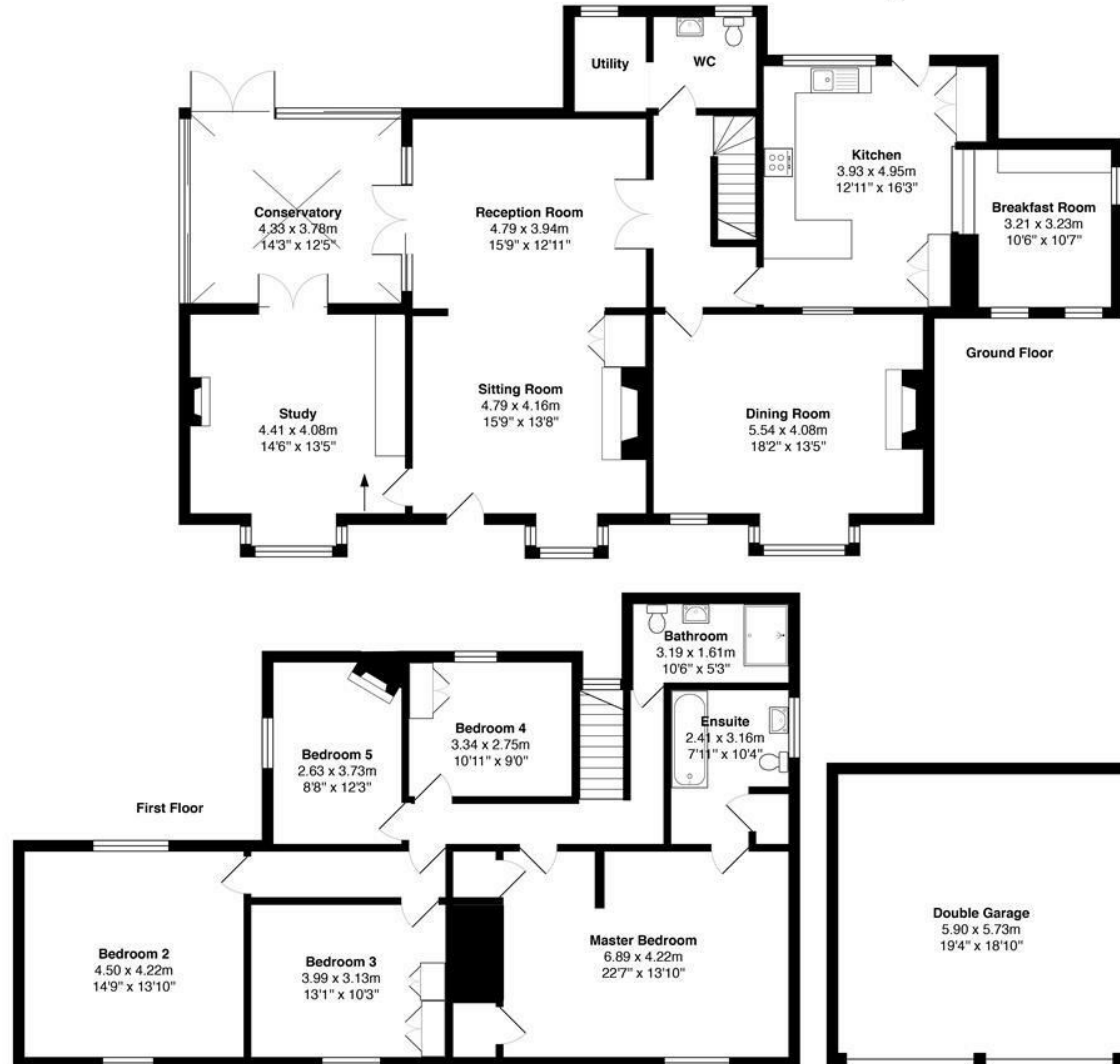 Utility
WC
Kitchen
3.93 x 4.95m
12'11" x 16'3"
Conservatory
4.33 x 3.78m
14'3" x 12'5"
Reception Room
4.79 x 3.94m
15'9" x 12'11"
Breakfast Room
3.21 x 3.23m
10'6" x 10'7"
Ground Floor
Study
4.41 x 4.08m
14'6" x 13'5"
Sitting Room
4.79 x 4.16m
15'9" x 13'8"
Dining Room
5.54 x 4.08m
18'2" x 13'5"
Bathroom
3.19 x 1.61m
10'6" x 5'3"
Ensuite
2.41 x 3.16m
7'11" x 10'4"
Bedroom 4
3.34 x 2.75m
10'11" x 9'0"
Bedroom 5
2.63 x 3.73m
8'8" x 12'3"
First Floor
Bedroom 2
4.50 x 4.22m
14'9" x 13'10"
Bedroom 3
3.99 x 3.13m
13'1" x 10'3"
Master Bedroom
6.89 x 4.22m
22'7" x 13'10"
Double Garage
5.90 x 5.73m
19'4" x 18'10"